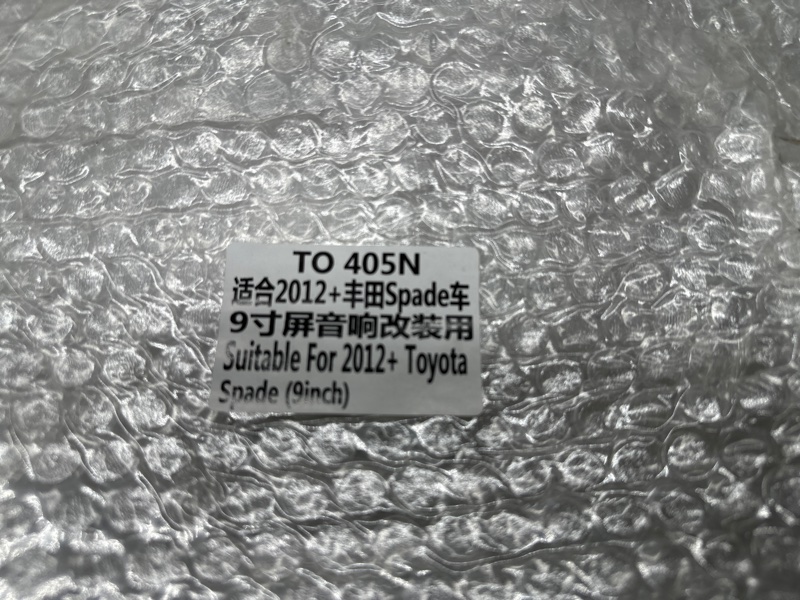 TO 405N
适合2012+丰田Spade车
9寸屏音响改装用
Suitable For 2012+ Toyota
Spade (9inch)